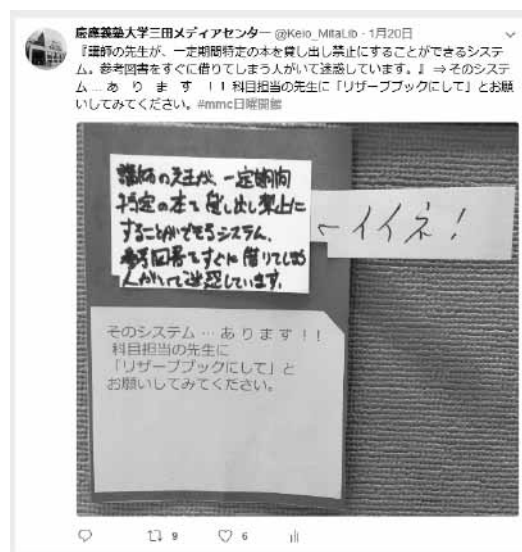 慶應義塾大学三田メディアセンター @Keio_MitaLib · 1月20日
『講師の先生が、一定期間特定の本を貸し出し禁止にすることができるシステ
ム。参考図書をすぐに借りてしまう人がいて迷惑しています。』⇒そのシステ
ム…あ り ま す !!科目担当の先生に「リザーブブックにして」とお願
いしてみてください。#mmc日曜開館
講師の先生が、一定期間
特定の本を貸し出し禁止に
することができるシステム。
参考図書をすぐに借りてしまう
人がいて迷惑しています。
←イイネ!
そのシステム…あります!!
科目担当の先生に
「リザーブブックにして」と
お願いしてみてください。
9
6